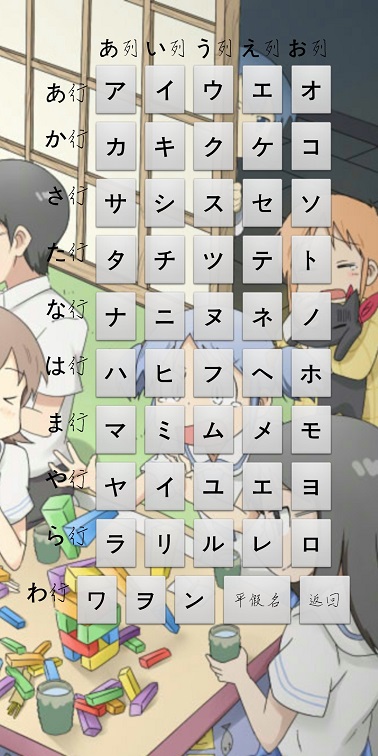 あ列 い列 う列 え列 お列
あ行 ア イ ウ エ オ
か行 カ キ ク ケ コ
さ行 サ シ ス セ ソ
た行 タ チ ツ テ ト
な行 ナ ニ ヌ ネ ノ
は行 ハ ヒ フ ヘ ホ
ま行 マ ミ ム メ モ
や行 ヤ イ ユ エ ヨ
ら行 ラ リ ル レ ロ
わ行 ワ ヲ ン 平假名 返回